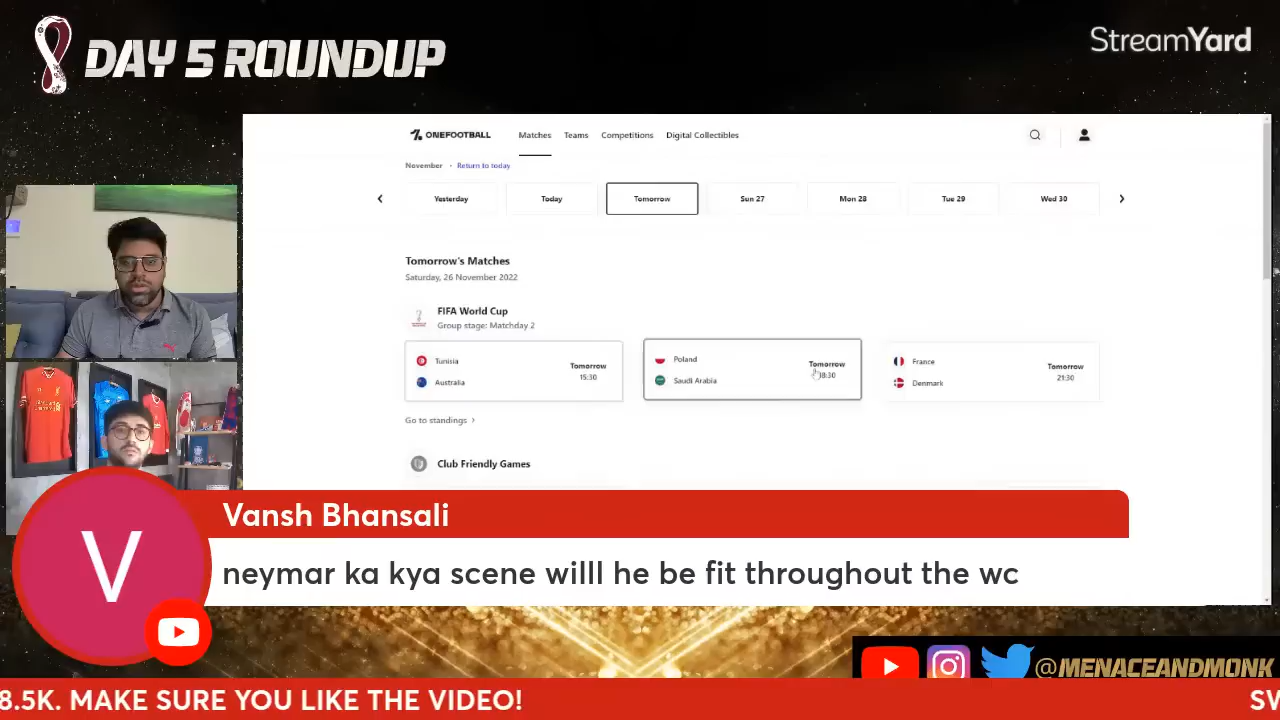 DAY 5 ROUNDUP
StreamYard
ONEFOOTBALL Matches Teams Competitions Digital Collectibles
November • Return to today
Yesterday Today Tomorrow Sun 27 Mon 28 Tue 29 Wed 30
Tomorrow's Matches
Saturday, 26 November 2022
FIFA World Cup
Group stage: Matchday 2
Tunisia
Australia
Tomorrow
15:30
Poland
Saudi Arabia
Tomorrow
18:30
France
Denmark
Tomorrow
21:30
Go to standings >
Club Friendly Games
V
Vansh Bhansali
neymar ka kya scene willl he be fit throughout the wc
@MENACEANDMONK
8.5K. MAKE SURE YOU LIKE THE VIDEO!
SW